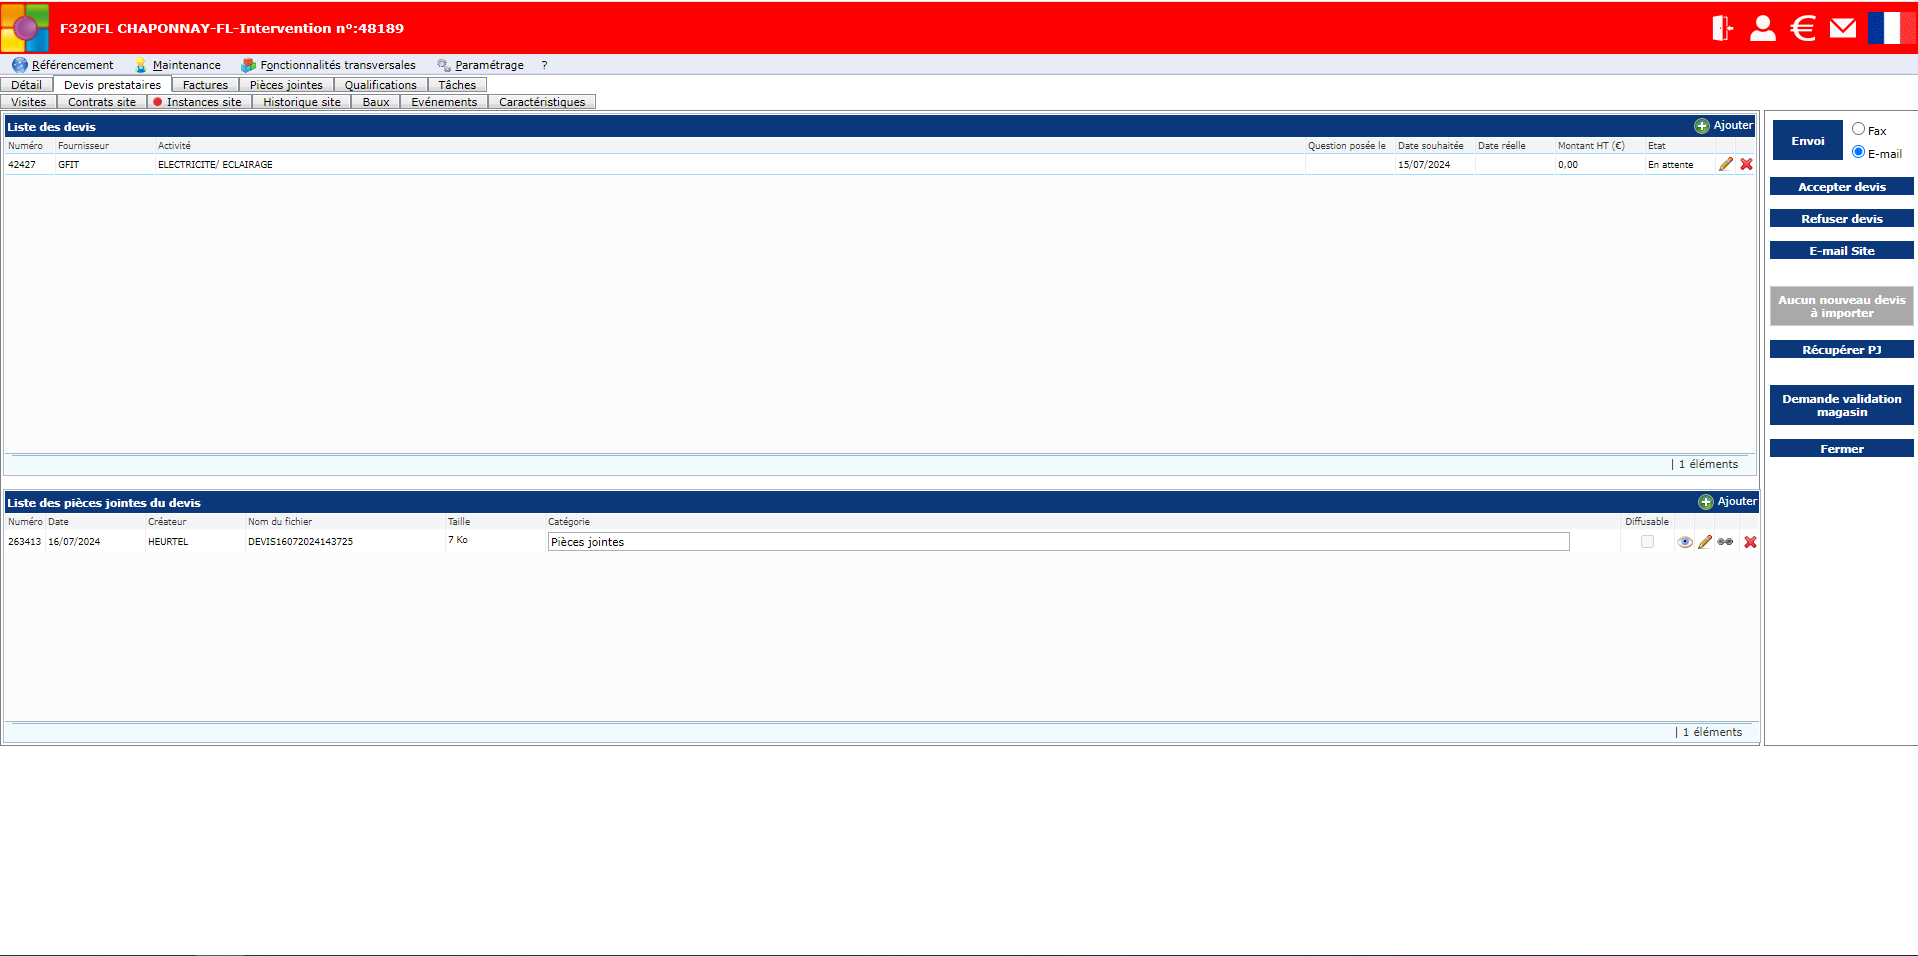 F320FL CHAPONNAY-FL-Intervention n°:48189
Référencement Maintenance Fonctionnalités transversales Paramétrage ?
Détail Devis prestataires Factures Pièces jointes Qualifications Tâches
Visites Contrats site Instances site Historique site Baux Evénements Caractéristiques
Liste des devis Ajouter
Numéro Fournisseur Activité Question posée le Date souhaitée Date réelle Montant HT (€) Etat
42427 GFIT ELECTRICITE/ ECLAIRAGE 15/07/2024 0,00 En attente
| 1 éléments
Liste des pièces jointes du devis Ajouter
Numéro Date Créateur Nom du fichier Taille Catégorie Diffusable
263413 16/07/2024 HEURTEL DEVIS16072024143725 7 Ko Pièces jointes
| 1 éléments
Envoi
Fax
E-mail
Accepter devis
Refuser devis
E-mail Site
Aucun nouveau devis
à importer
Récupérer PJ
Demande validation
magasin
Fermer